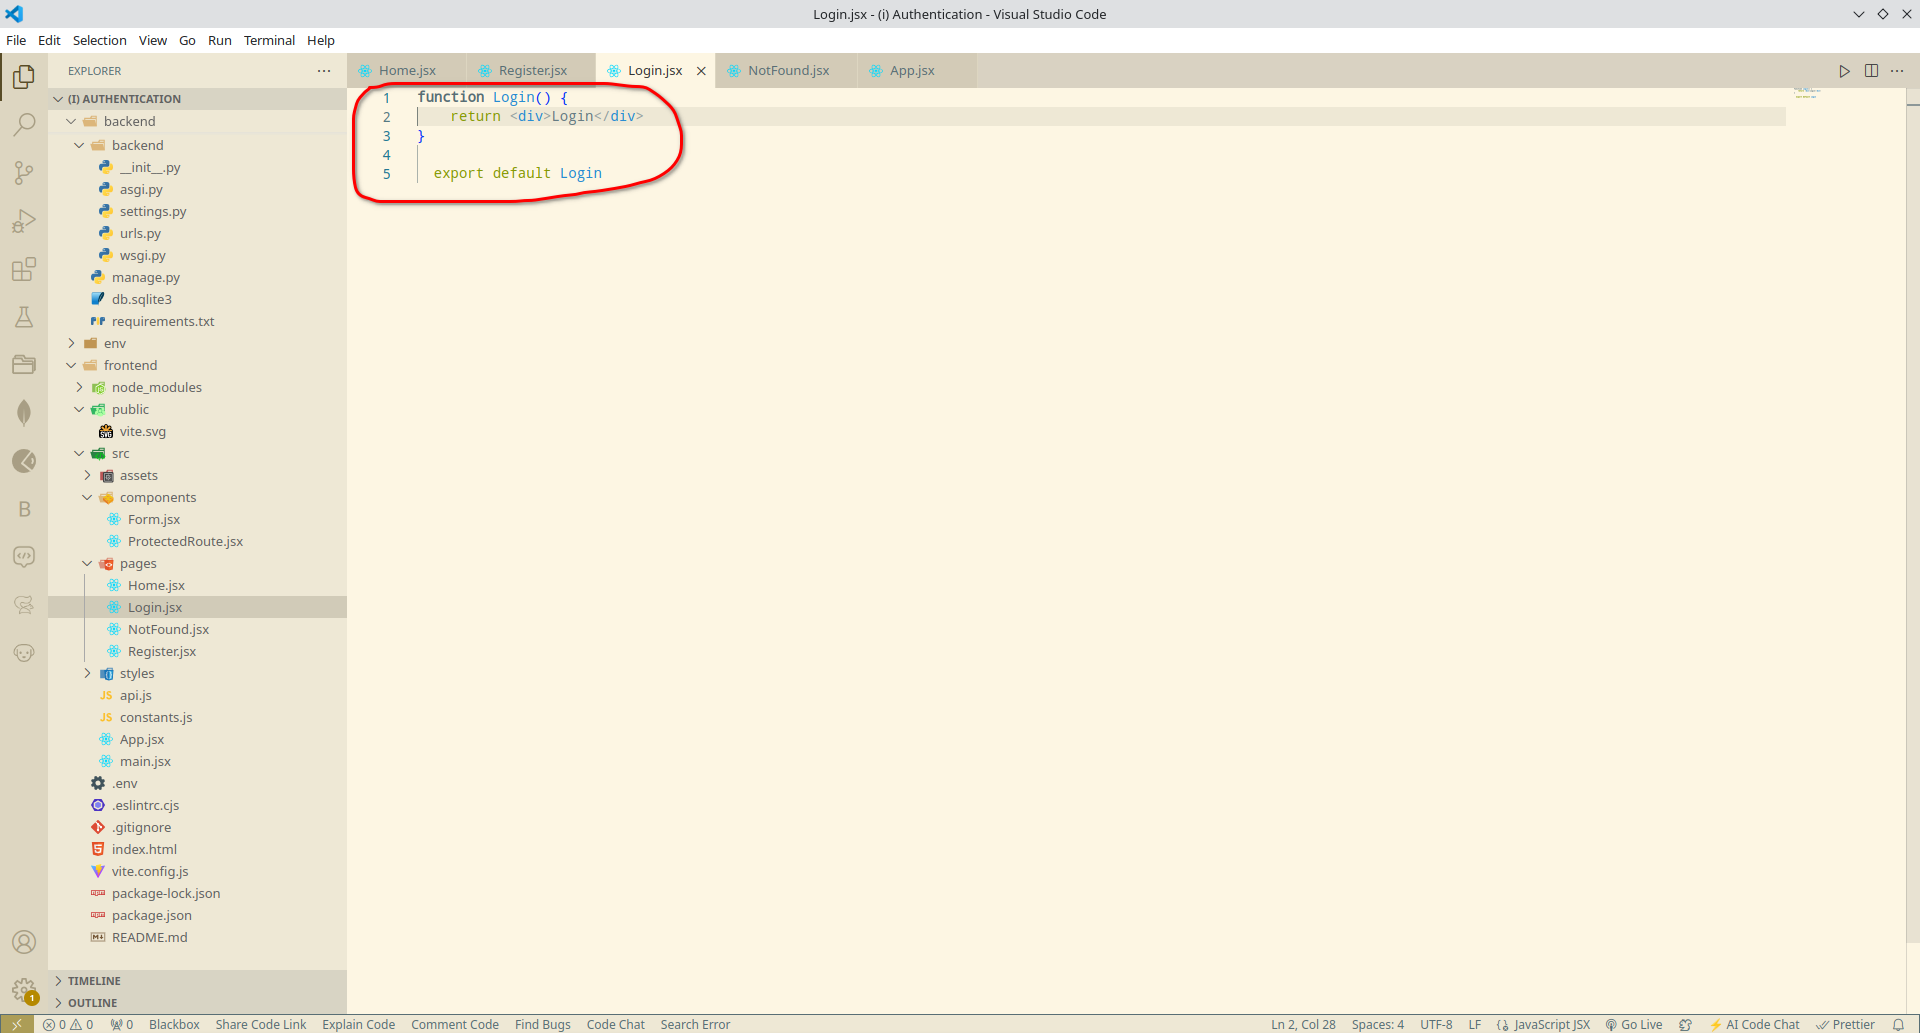 Login.jsx - (i) Authentication - Visual Studio Code
File Edit Selection View Go Run Terminal Help
EXPLORER
Home.jsx Register.jsx Login.jsx NotFound.jsx App.jsx
(I) AUTHENTICATION
backend
backend
__init__.py
asgi.py
settings.py
urls.py
wsgi.py
manage.py
db.sqlite3
requirements.txt
env
frontend
node_modules
public
vite.svg
src
assets
components
Form.jsx
ProtectedRoute.jsx
pages
Home.jsx
Login.jsx
NotFound.jsx
Register.jsx
styles
JS api.js
JS constants.js
App.jsx
main.jsx
.env
.eslintrc.cjs
.gitignore
index.html
vite.config.js
package-lock.json
package.json
README.md
TIMELINE
OUTLINE
1 function Login() {
2 return <div>Login</div>
3 }
4
5 export default Login
B
1
0 0 0 Blackbox Share Code Link Explain Code Comment Code Find Bugs Code Chat Search Error Ln 2, Col 28 Spaces: 4 UTF-8 LF JavaScript JSX Go Live AI Code Chat Prettier